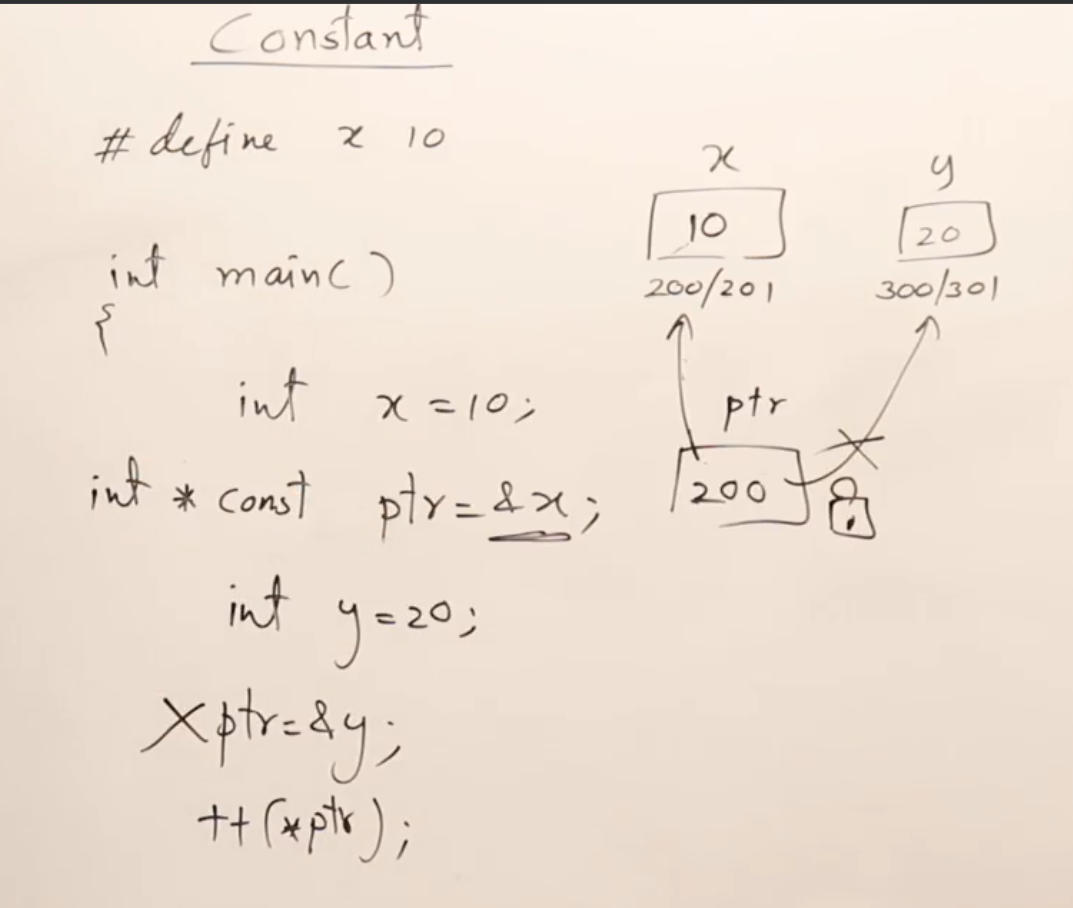 Constant
# define x 10
int main()
{
int x = 10;
int * const ptr = &x;
int y = 20;
X ptr = &y;
++(*ptr);
x
10
200/201
y
20
300/301
ptr
200